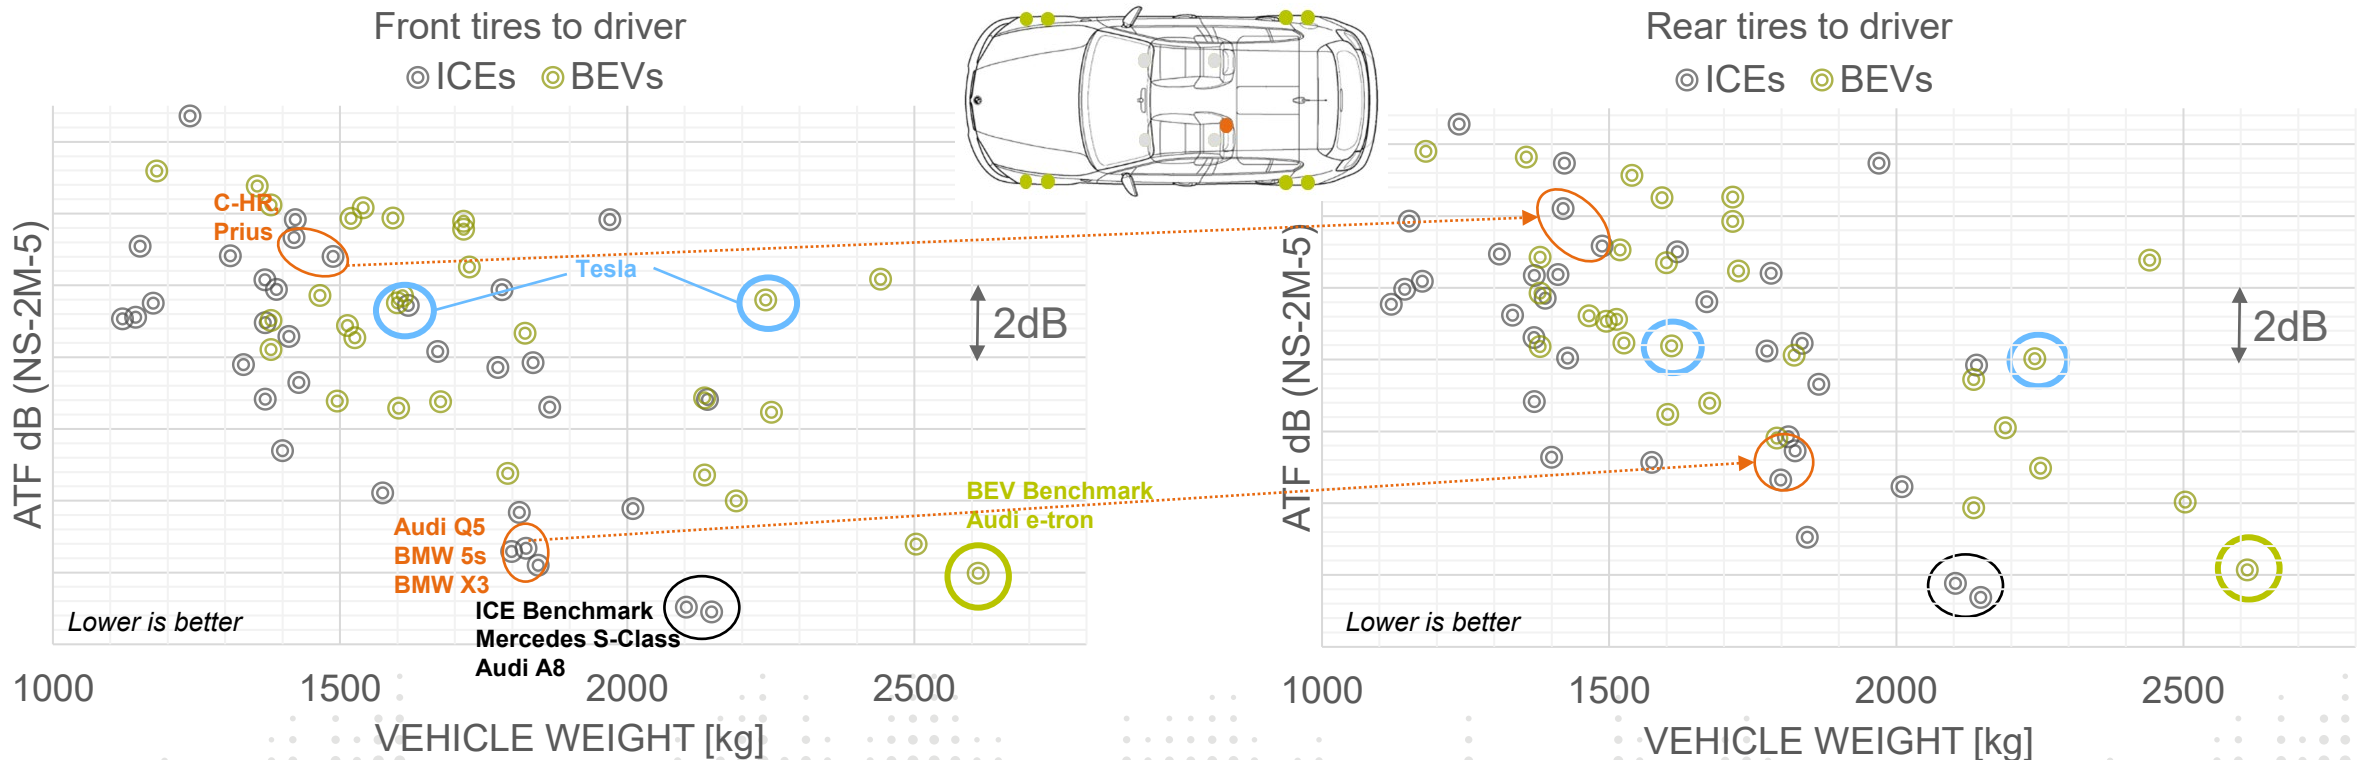 Front tires to driver
ICEs BEVs
ATF dB (NS-2M-5)
C-HR,
Prius
Tesla
2dB
Audi Q5
BMW 5s
BMW X3
BEV Benchmark
Audi e-tron
ICE Benchmark
Mercedes S-Class
Audi A8
Lower is better
1000 1500 2000 2500
VEHICLE WEIGHT [kg]
Rear tires to driver
ICEs BEVs
ATF dB (NS-2M-5)
2dB
Lower is better
1000 1500 2000 2500
VEHICLE WEIGHT [kg]